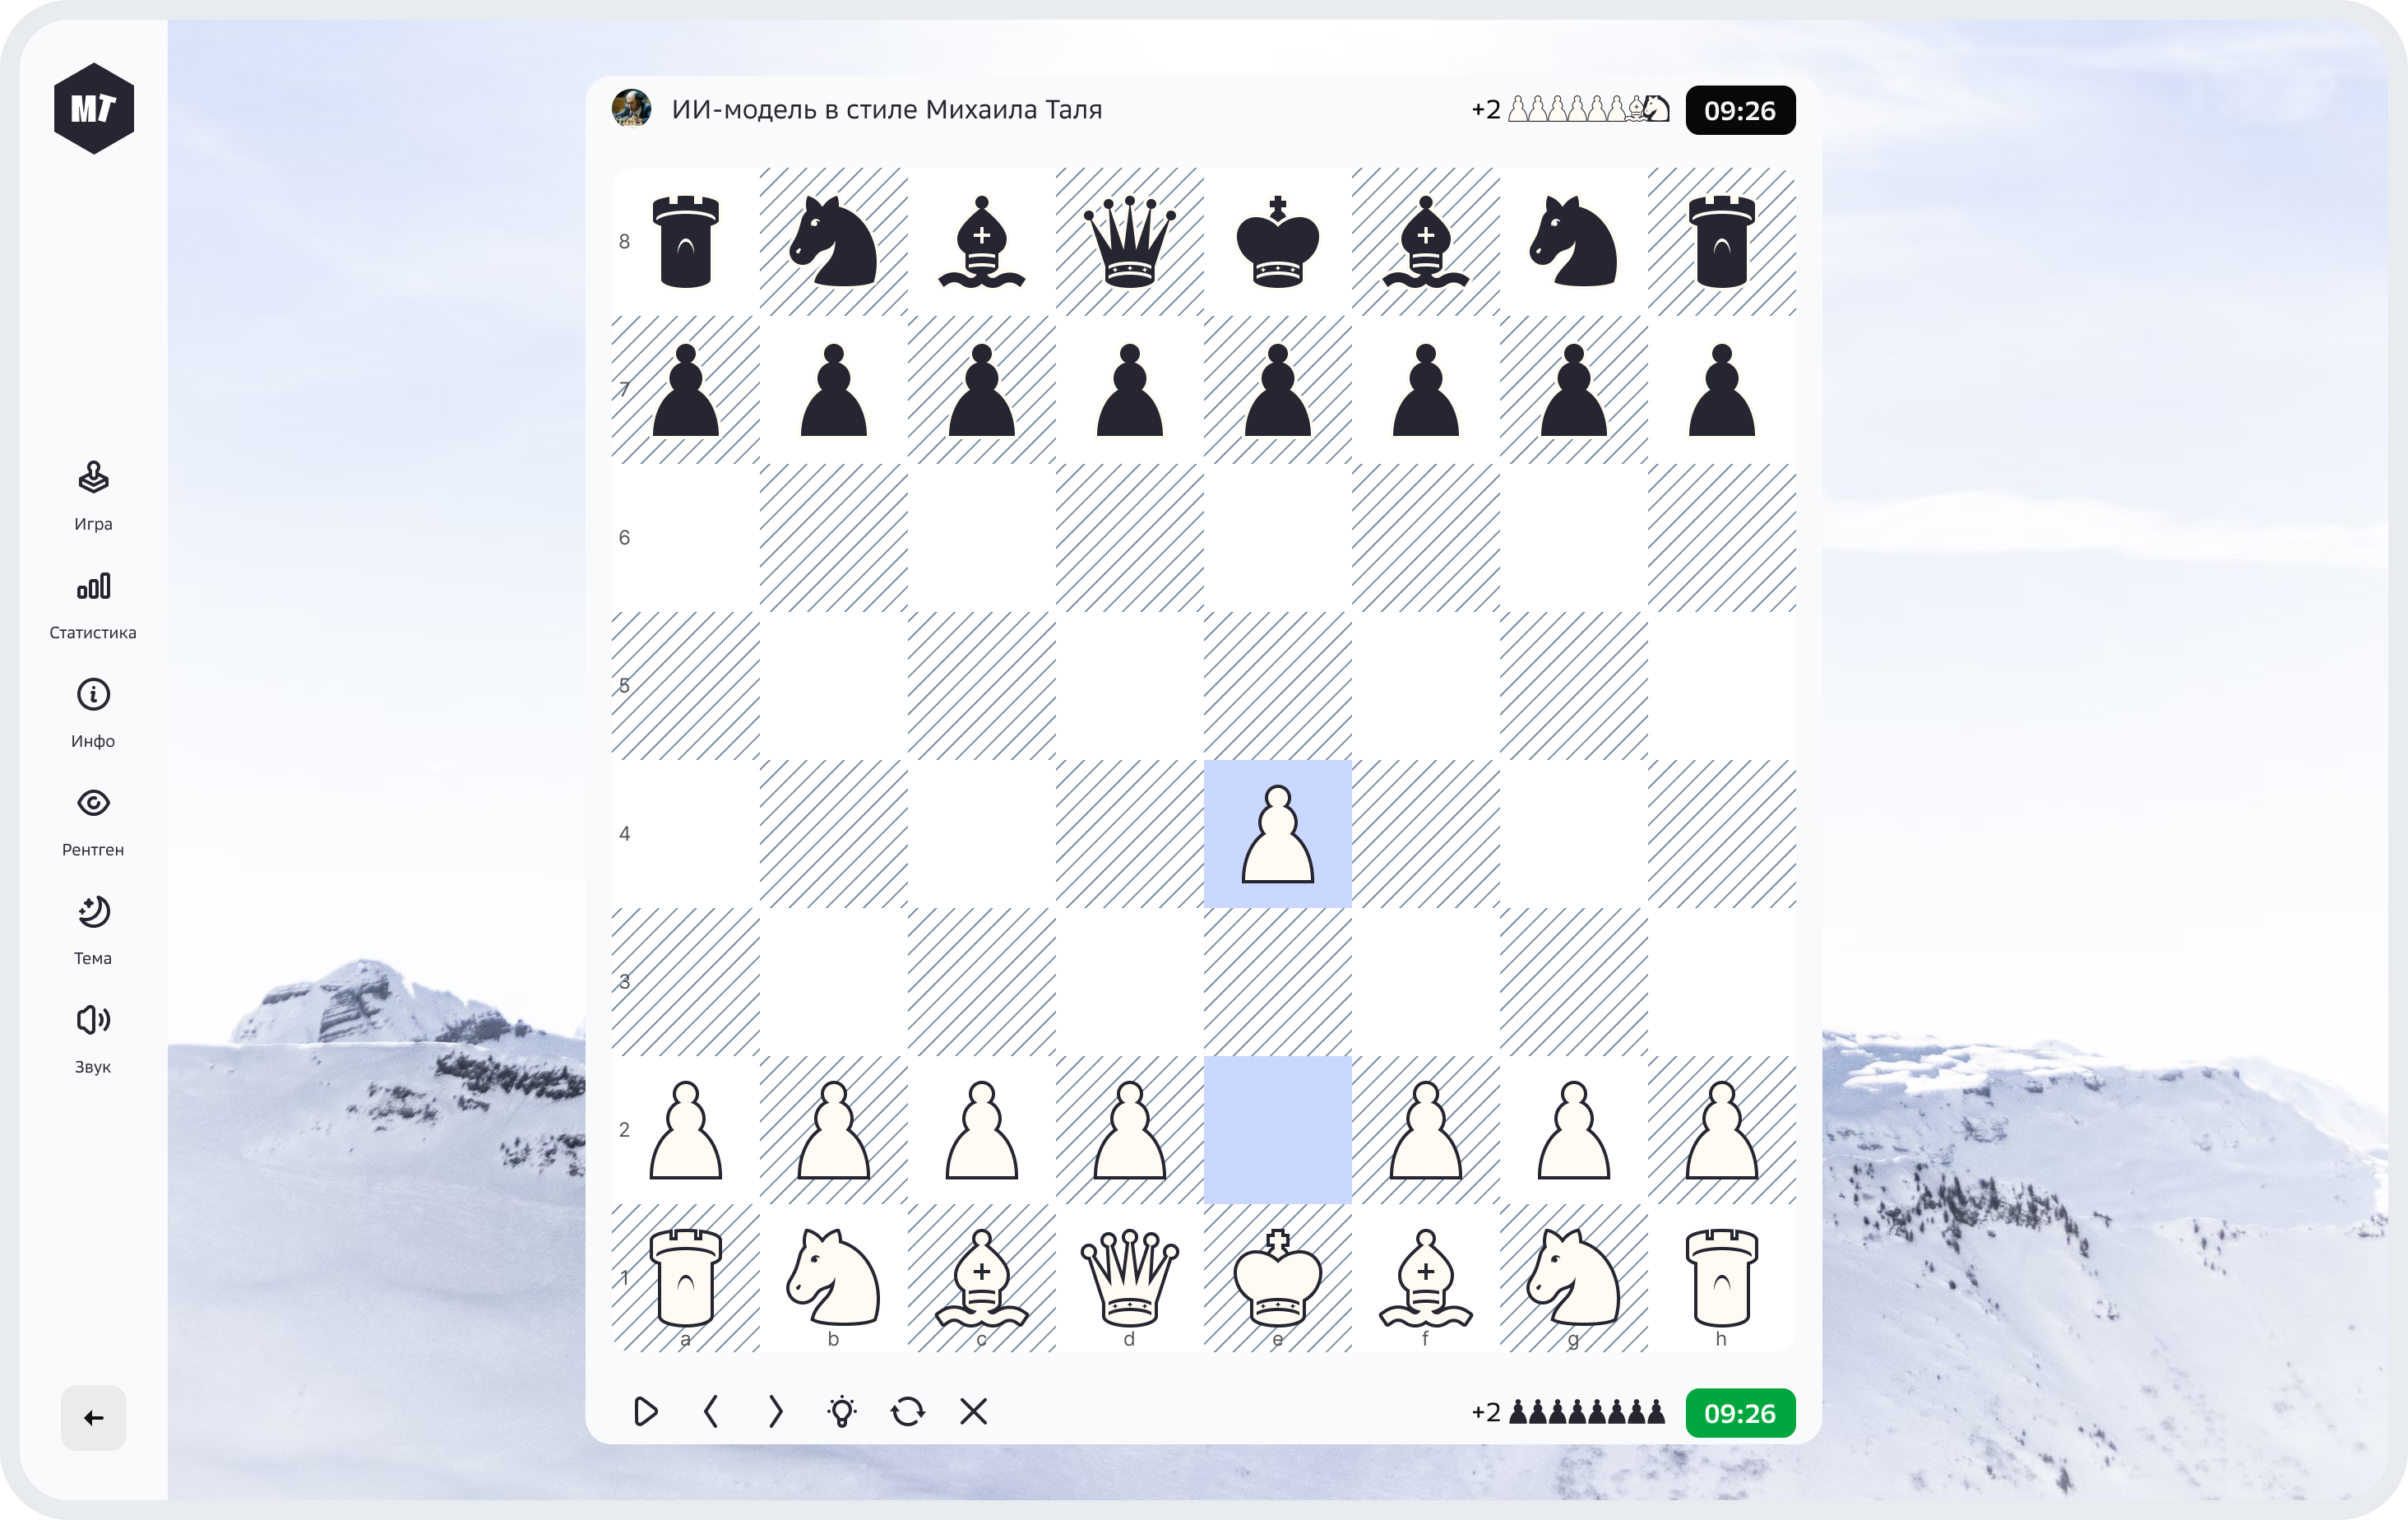 МТ
Игра
Статистика
Инфо
Рентген
Тема
Звук
ИИ-модель в стиле Михаила Таля
+2
09:26
8
7
6
5
4
3
2
1
a b c d e f g h
+2
09:26